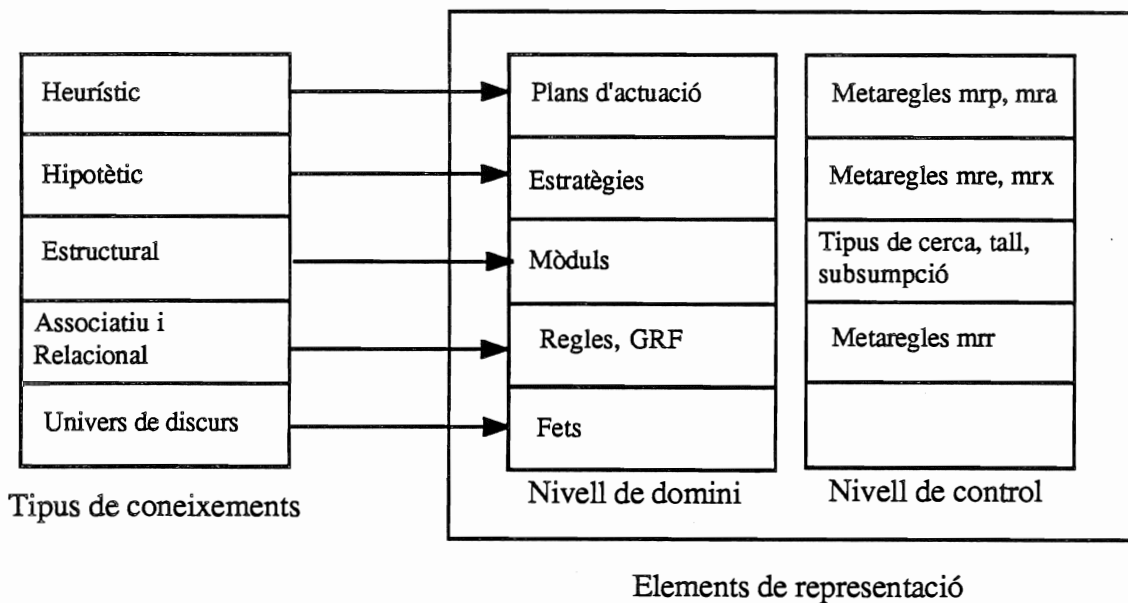 Heurístic
Hipotètic
Estructural
Associatiu i
Relacional
Univers de discurs
Tipus de coneixements
Plans d'actuació
Estratègies
Mòduls
Regles, GRF
Fets
Nivell de domini
Metaregles mrp, mra
Metaregles mre, mrx
Tipus de cerca, tall,
subsumpció
Metaregles mrr
Nivell de control
Elements de representació